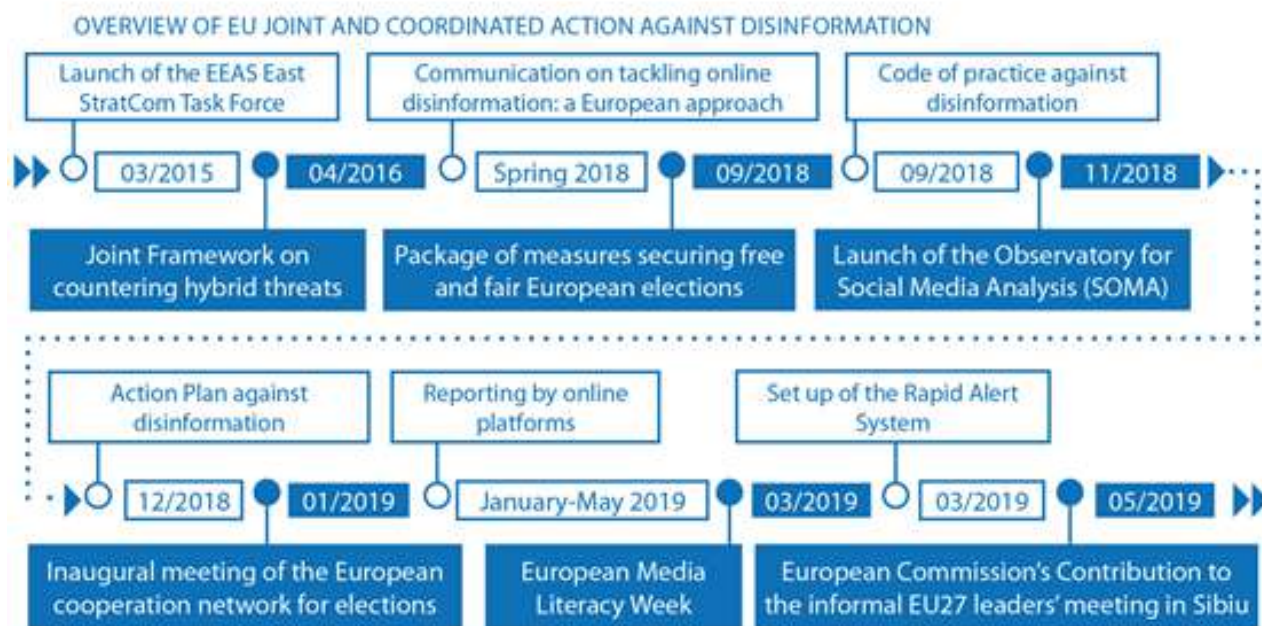 OVERVIEW OF EU JOINT AND COORDINATED ACTION AGAINST DISINFORMATION
Launch of the EEAS East
StratCom Task Force
Communication on tackling online
disinformation: a European approach
Code of practice against
disinformation
03/2015
04/2016
Spring 2018
09/2018
09/2018
11/2018
Joint Framework on
countering hybrid threats
Package of measures securing free
and fair European elections
Launch of the Observatory for
Social Media Analysis (SOMA)
Action Plan against
disinformation
Reporting by online
platforms
Set up of the Rapid Alert
System
12/2018
01/2019
January-May 2019
03/2019
03/2019
05/2019
Inaugural meeting of the European
cooperation network for elections
European Media
Literacy Week
European Commission's Contribution to
the informal EU27 leaders' meeting in Sibiu